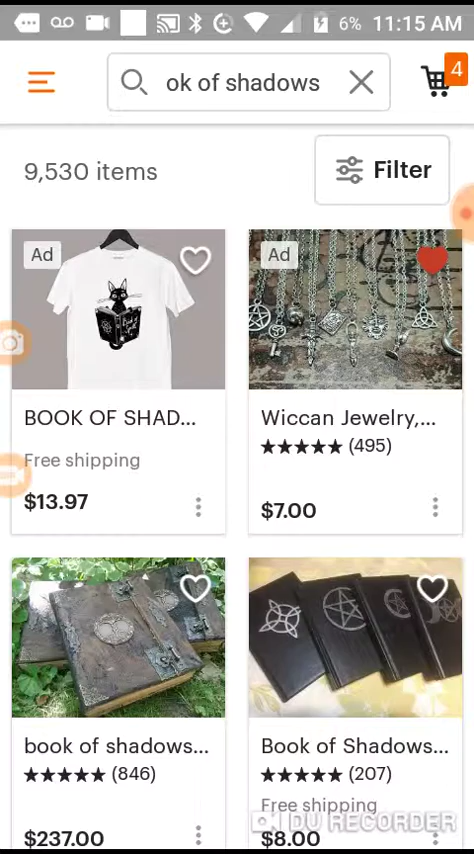 6% 11:15 AM
ok of shadows
4
9,530 items
Filter
Ad
Ad
BOOK OF SHAD...
Wiccan Jewelry,...
(495)
Free shipping
$13.97
$7.00
book of shadows...
Book of Shadows...
(846)
(207)
Free shipping
DU RECORDER
$237.00
$8.00